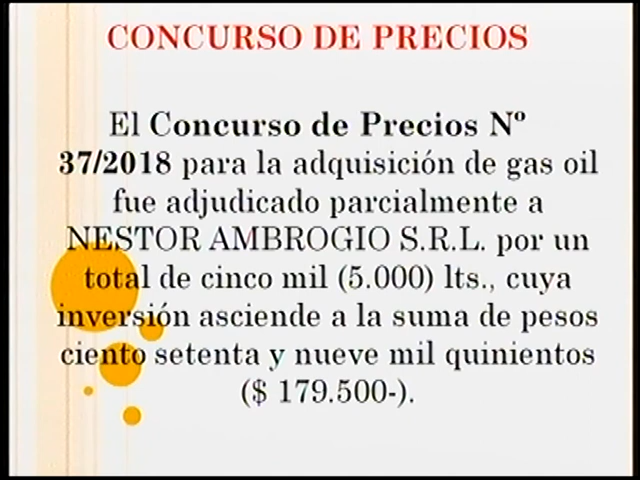 CONCURSO DE PRECIOS
El Concurso de Precios Nº
37/2018 para la adquisición de gas oil
fue adjudicado parcialmente a
NESTOR AMBROGIO S.R.L. por un
total de cinco mil (5.000) lts., cuya
inversión asciende a la suma de pesos
ciento setenta y nueve mil quinientos
($ 179.500-).